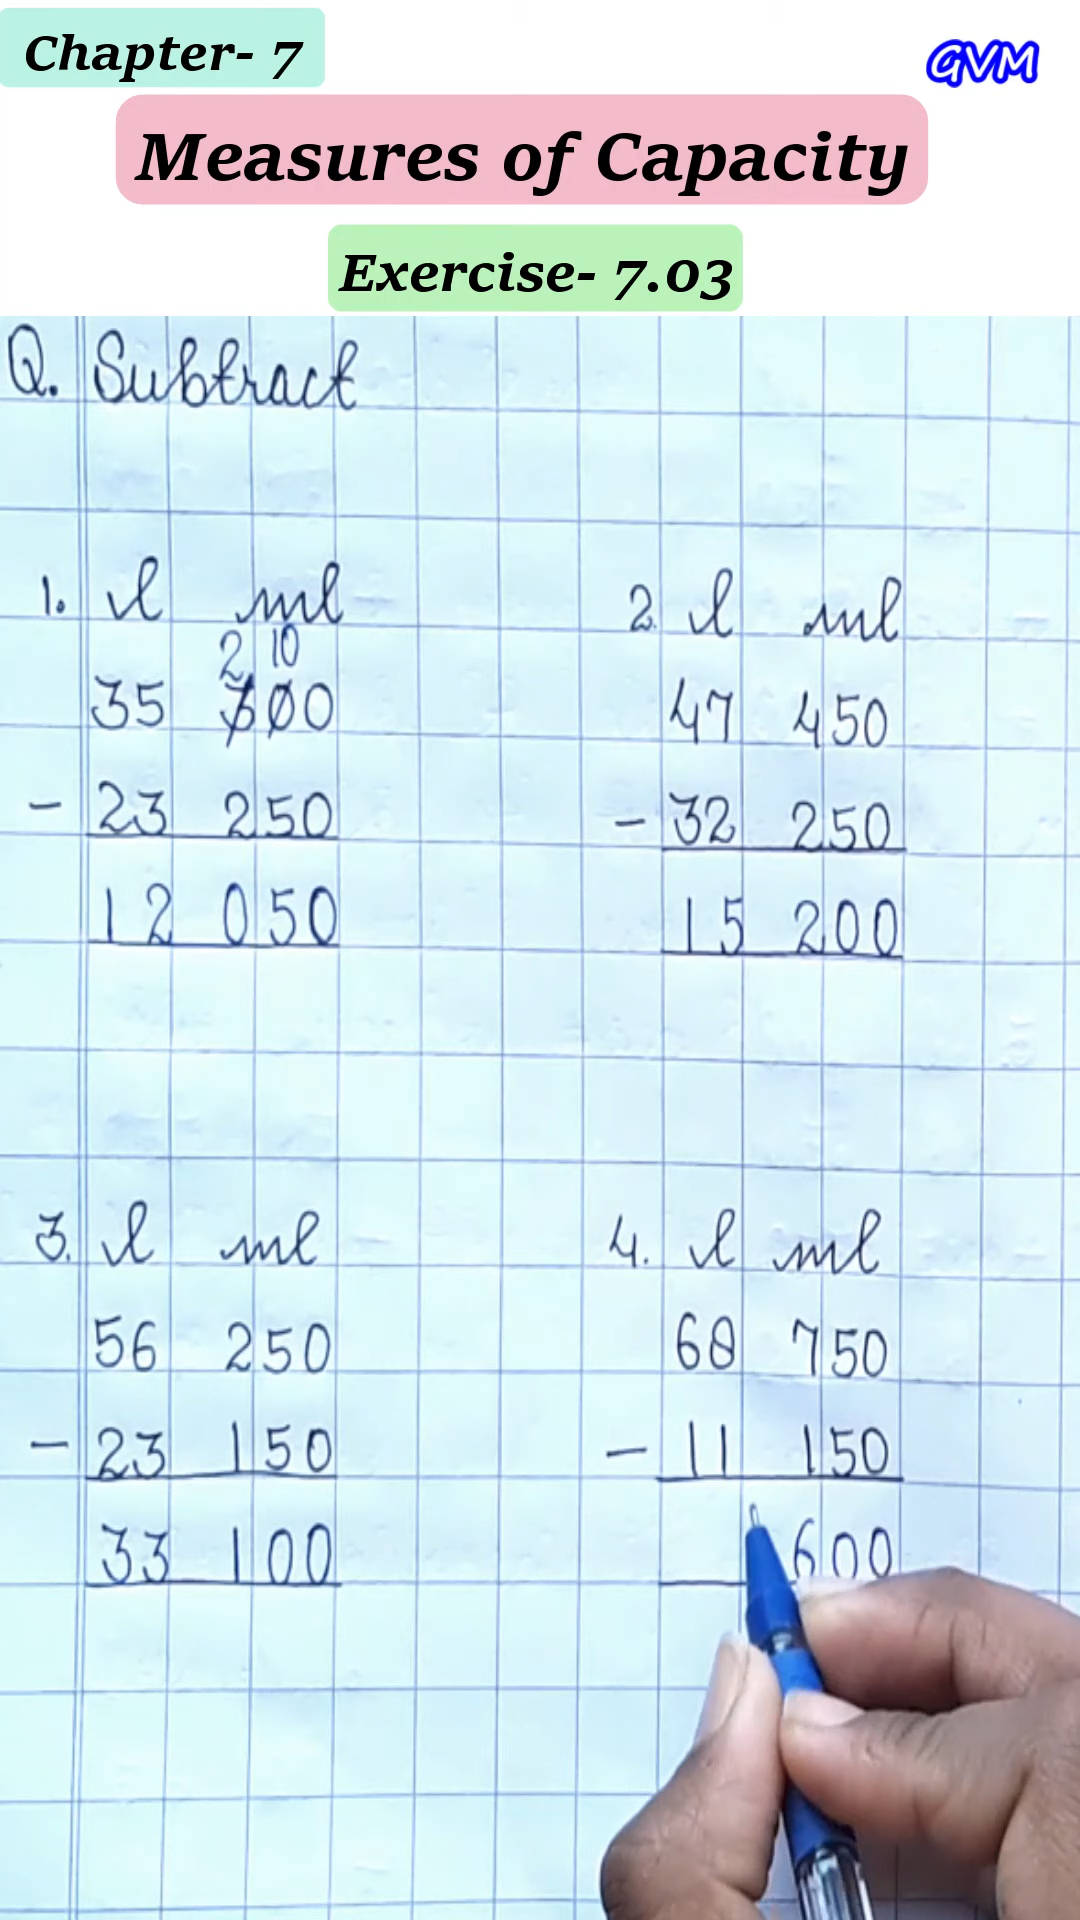 Chapter- 7
GVM
Measures of Capacity
Exercise- 7.03
Q. Subtract
1. l ml
2 10
35 300
- 23 250
12 050
2. l ml
47 450
- 32 250
15 200
3. l ml
56 250
- 23 150
33 100
4. l ml
68 750
- 11 150
600